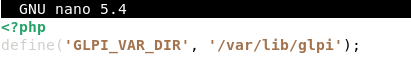 GNU nano 5.4
<?php
define('GLPI_VAR_DIR', '/var/lib/glpi');